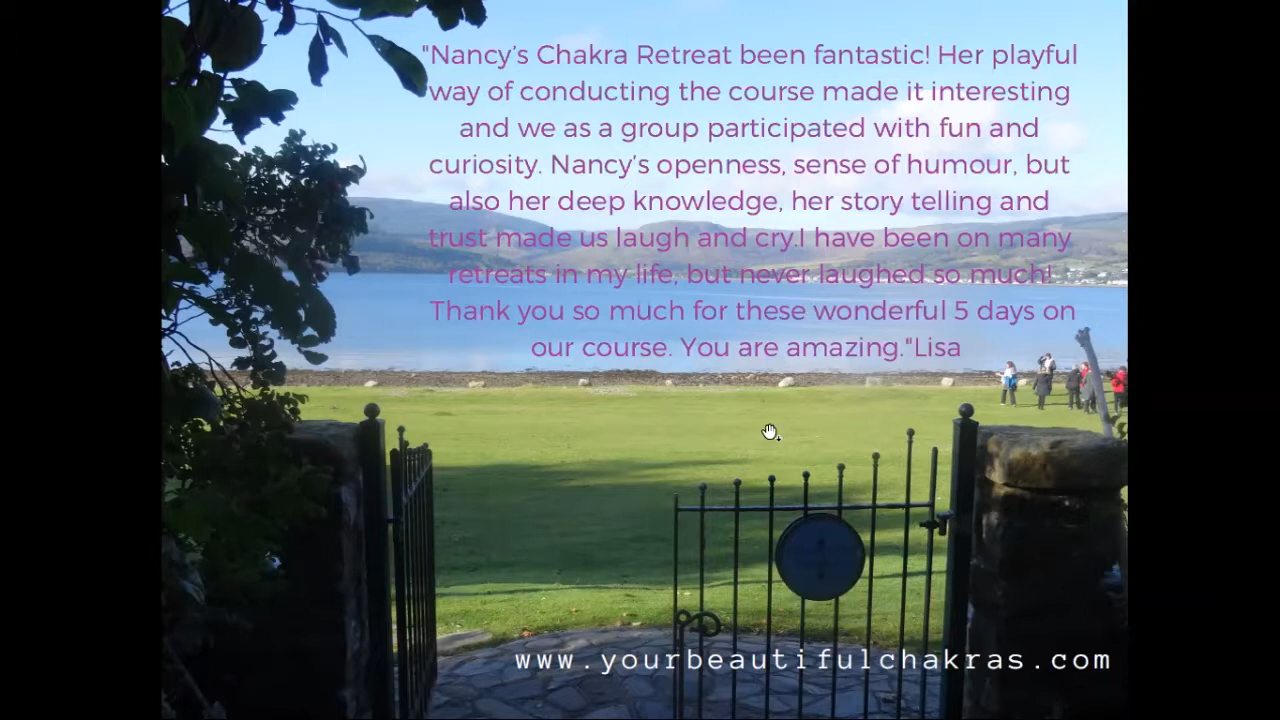 "Nancy's Chakra Retreat been fantastic! Her playful
way of conducting the course made it interesting
and we as a group participated with fun and
curiosity. Nancy's openness, sense of humour, but
also her deep knowledge, her story telling and
trust made us laugh and cry.I have been on many
retreats in my life, but never laughed so much!
Thank you so much for these wonderful 5 days on
our course. You are amazing."Lisa
www.yourbeautifulchakras.com